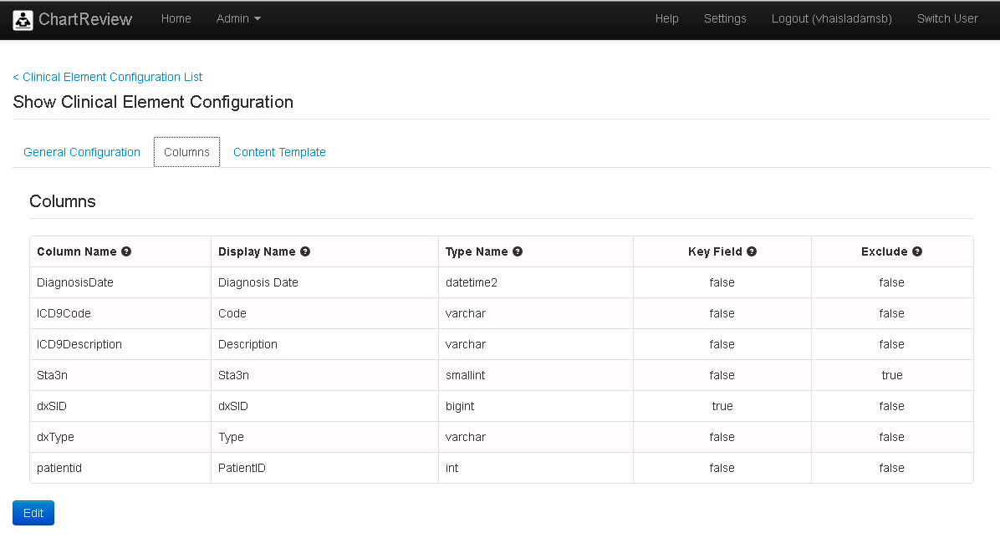 ChartReview Home Admin Help Settings Logout (vhaisladamsb) Switch User
< Clinical Element Configuration List
Show Clinical Element Configuration
General Configuration Columns Content Template
Columns
Column Name Display Name Type Name Key Field Exclude
DiagnosisDate Diagnosis Date datetime2 false false
ICD9Code Code varchar false false
ICD9Description Description varchar false false
Sta3n Sta3n smallint false true
dxSID dxSID bigint true false
dxType Type varchar false false
patientid PatientID int false false
Edit